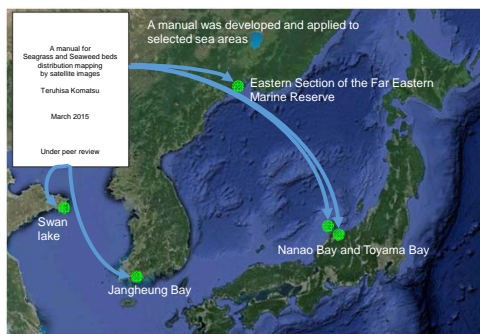 A manual for
Seagrass and Seaweed beds
distribution mapping
by satellite images
Teruhisa Komatsu
March 2015
Under peer review
A manual was developed and applied to
selected sea areas
Eastern Section of the Far Eastern
Marine Reserve
Swan
lake
Nanao Bay and Toyama Bay
Jangheung Bay